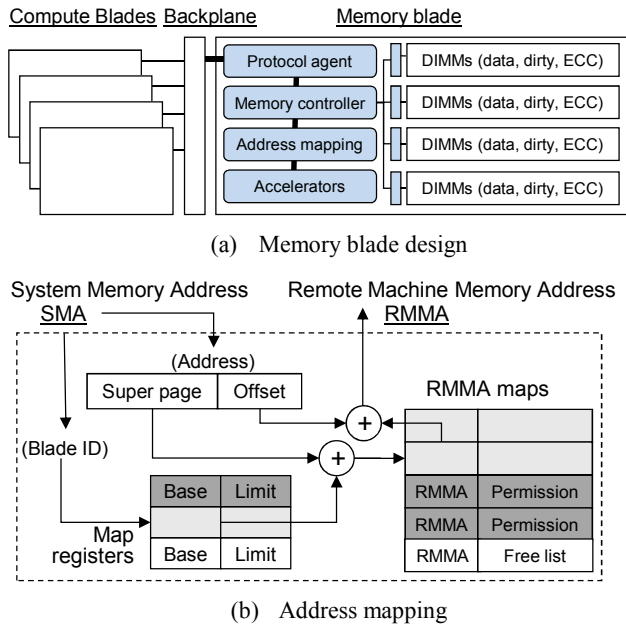 Compute Blades Backplane Memory blade
Protocol agent
DIMMs (data, dirty, ECC)
Memory controller
DIMMs (data, dirty, ECC)
Address mapping
DIMMs (data, dirty, ECC)
Accelerators
DIMMs (data, dirty, ECC)
(a) Memory blade design
System Memory Address
SMA
Remote Machine Memory Address
RMMA
(Address)
Super page Offset
RMMA maps
(Blade ID)
Map
registers
Base Limit
Base Limit
RMMA Permission
RMMA Permission
RMMA Free list
(b) Address mapping